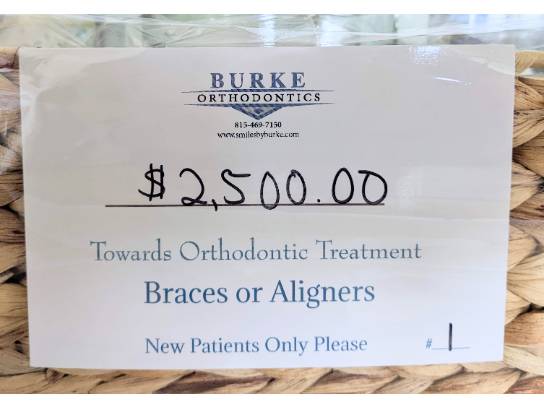 BURKE
ORTHODONTICS
815-469-7150
www.smilesbyburke.com
$2,500.00
Towards Orthodontic Treatment
Braces or Aligners
New Patients Only Please #1